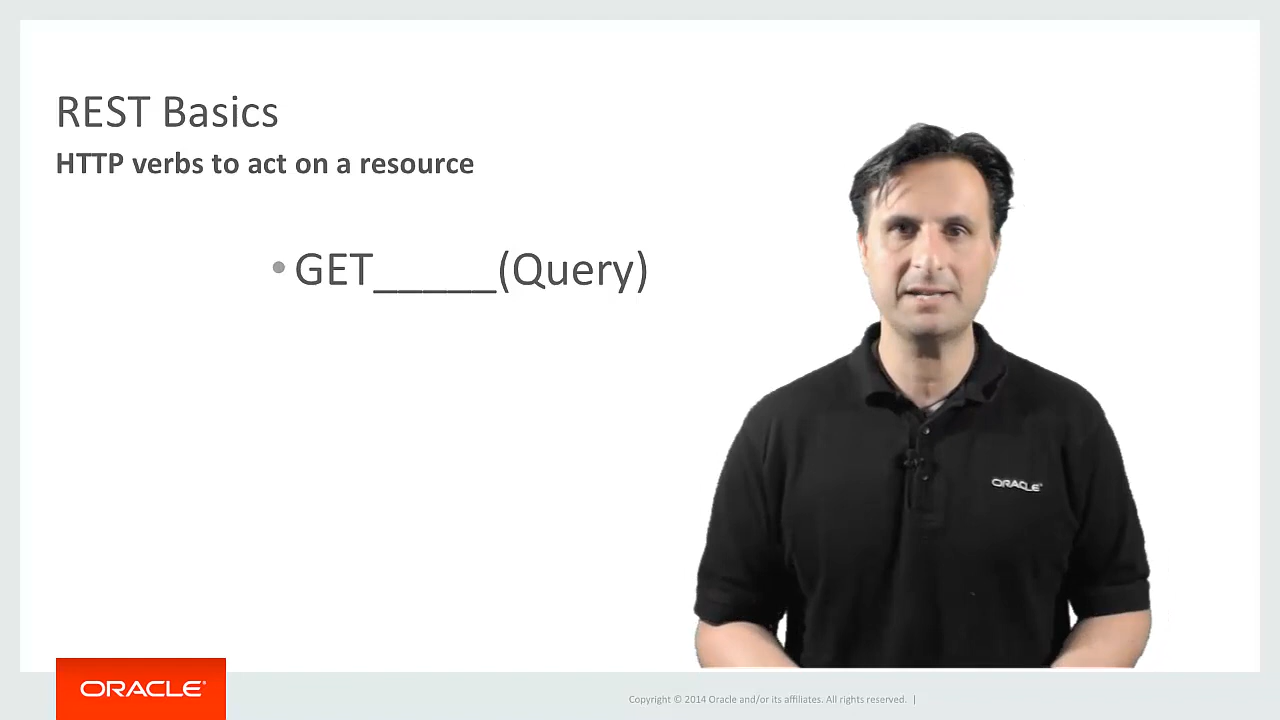 REST Basics
HTTP verbs to act on a resource
• GET_____(Query)
ORACLE
ORACLE®
Copyright © 2014 Oracle and/or its affiliates. All rights reserved. |